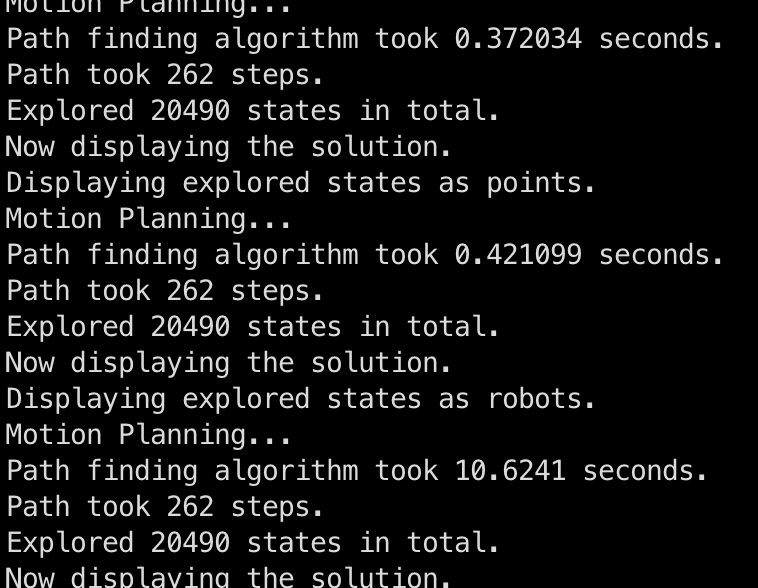 Motion Planning...
Path finding algorithm took 0.372034 seconds.
Path took 262 steps.
Explored 20490 states in total.
Now displaying the solution.
Displaying explored states as points.
Motion Planning...
Path finding algorithm took 0.421099 seconds.
Path took 262 steps.
Explored 20490 states in total.
Now displaying the solution.
Displaying explored states as robots.
Motion Planning...
Path finding algorithm took 10.6241 seconds.
Path took 262 steps.
Explored 20490 states in total.
Now displaying the solution.